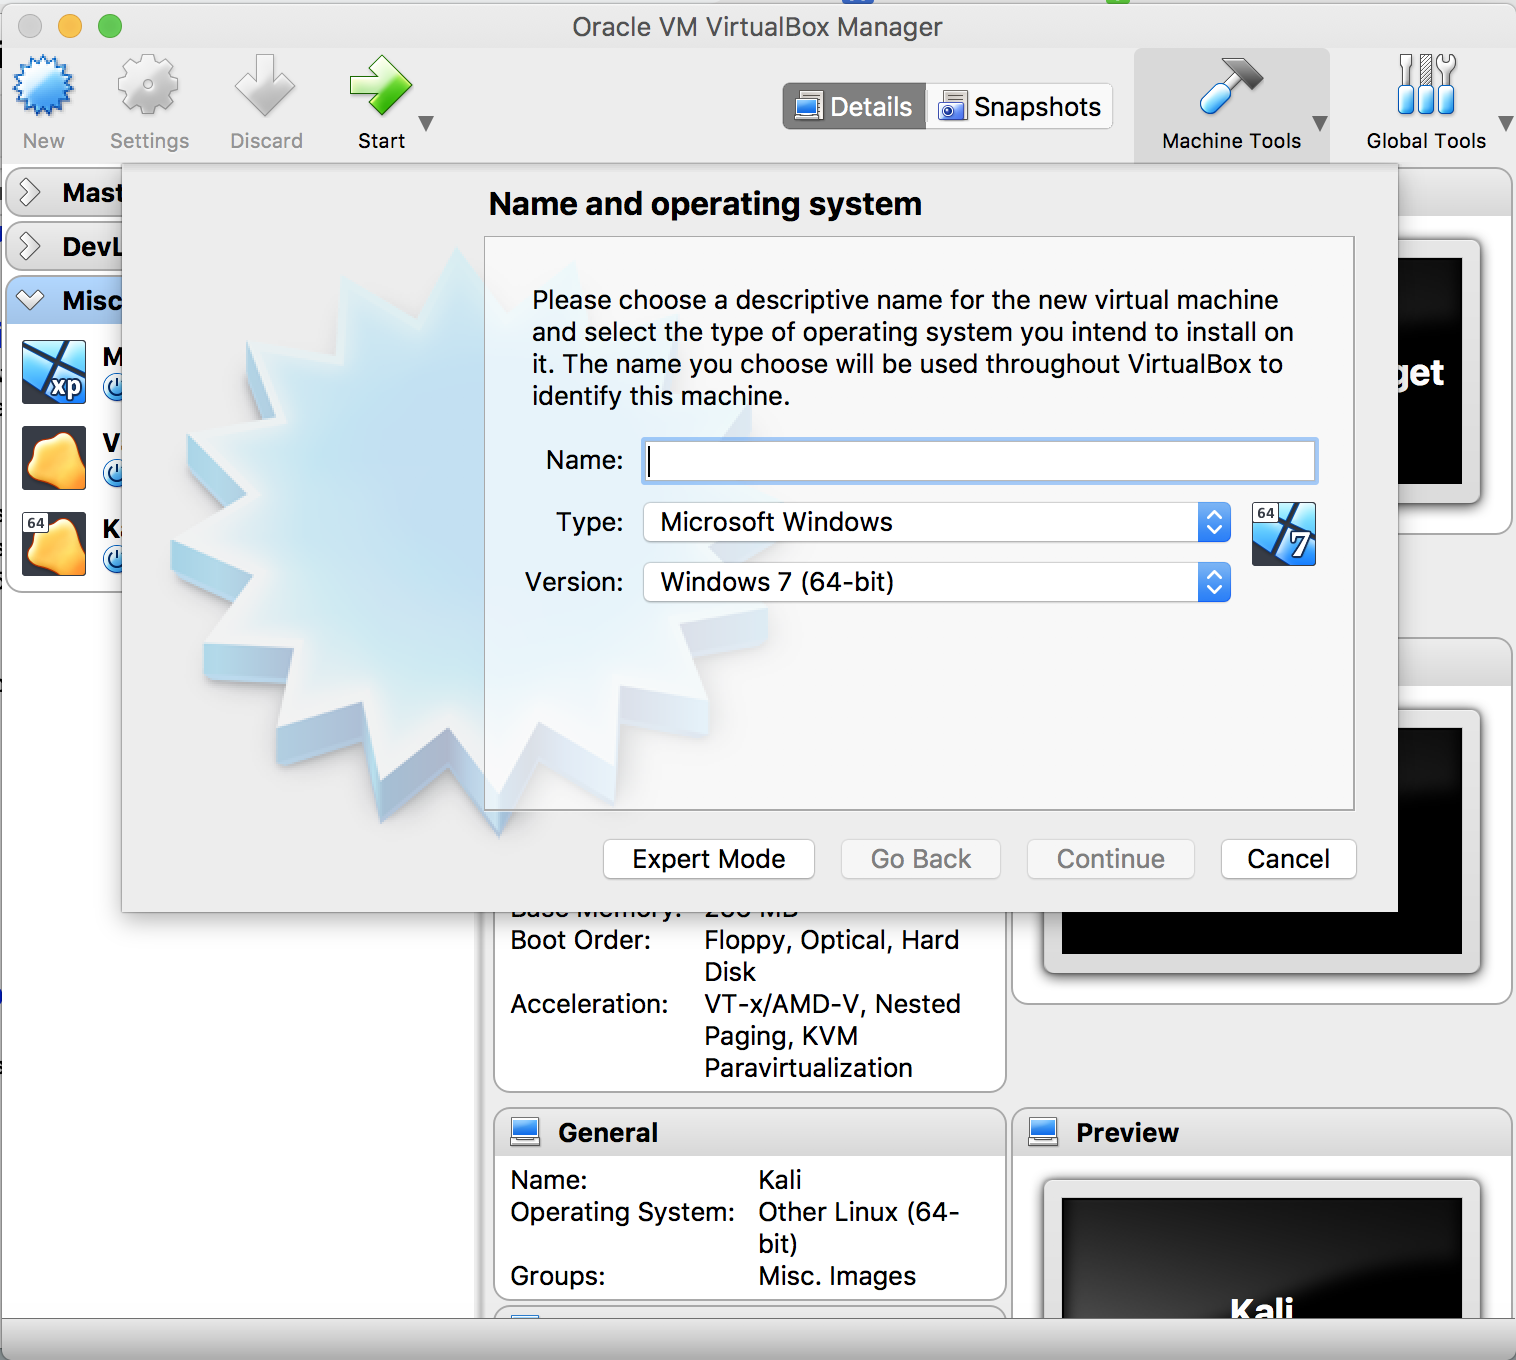 Oracle VM VirtualBox Manager
New
Settings
Discard
Start
Details
Snapshots
Machine Tools
Global Tools
Mast
DevL
Misc
M
xp
V
64
K
Name and operating system
Please choose a descriptive name for the new virtual machine
and select the type of operating system you intend to install on
it. The name you choose will be used throughout VirtualBox to
identify this machine.
Name:
Type: Microsoft Windows
64
7
Version: Windows 7 (64-bit)
Expert Mode
Go Back
Continue
Cancel
get
Base Memory: 256 MB
Boot Order: Floppy, Optical, Hard
Disk
Acceleration: VT-x/AMD-V, Nested
Paging, KVM
Paravirtualization
General
Name: Kali
Operating System: Other Linux (64-
bit)
Groups: Misc. Images
Preview
Kali